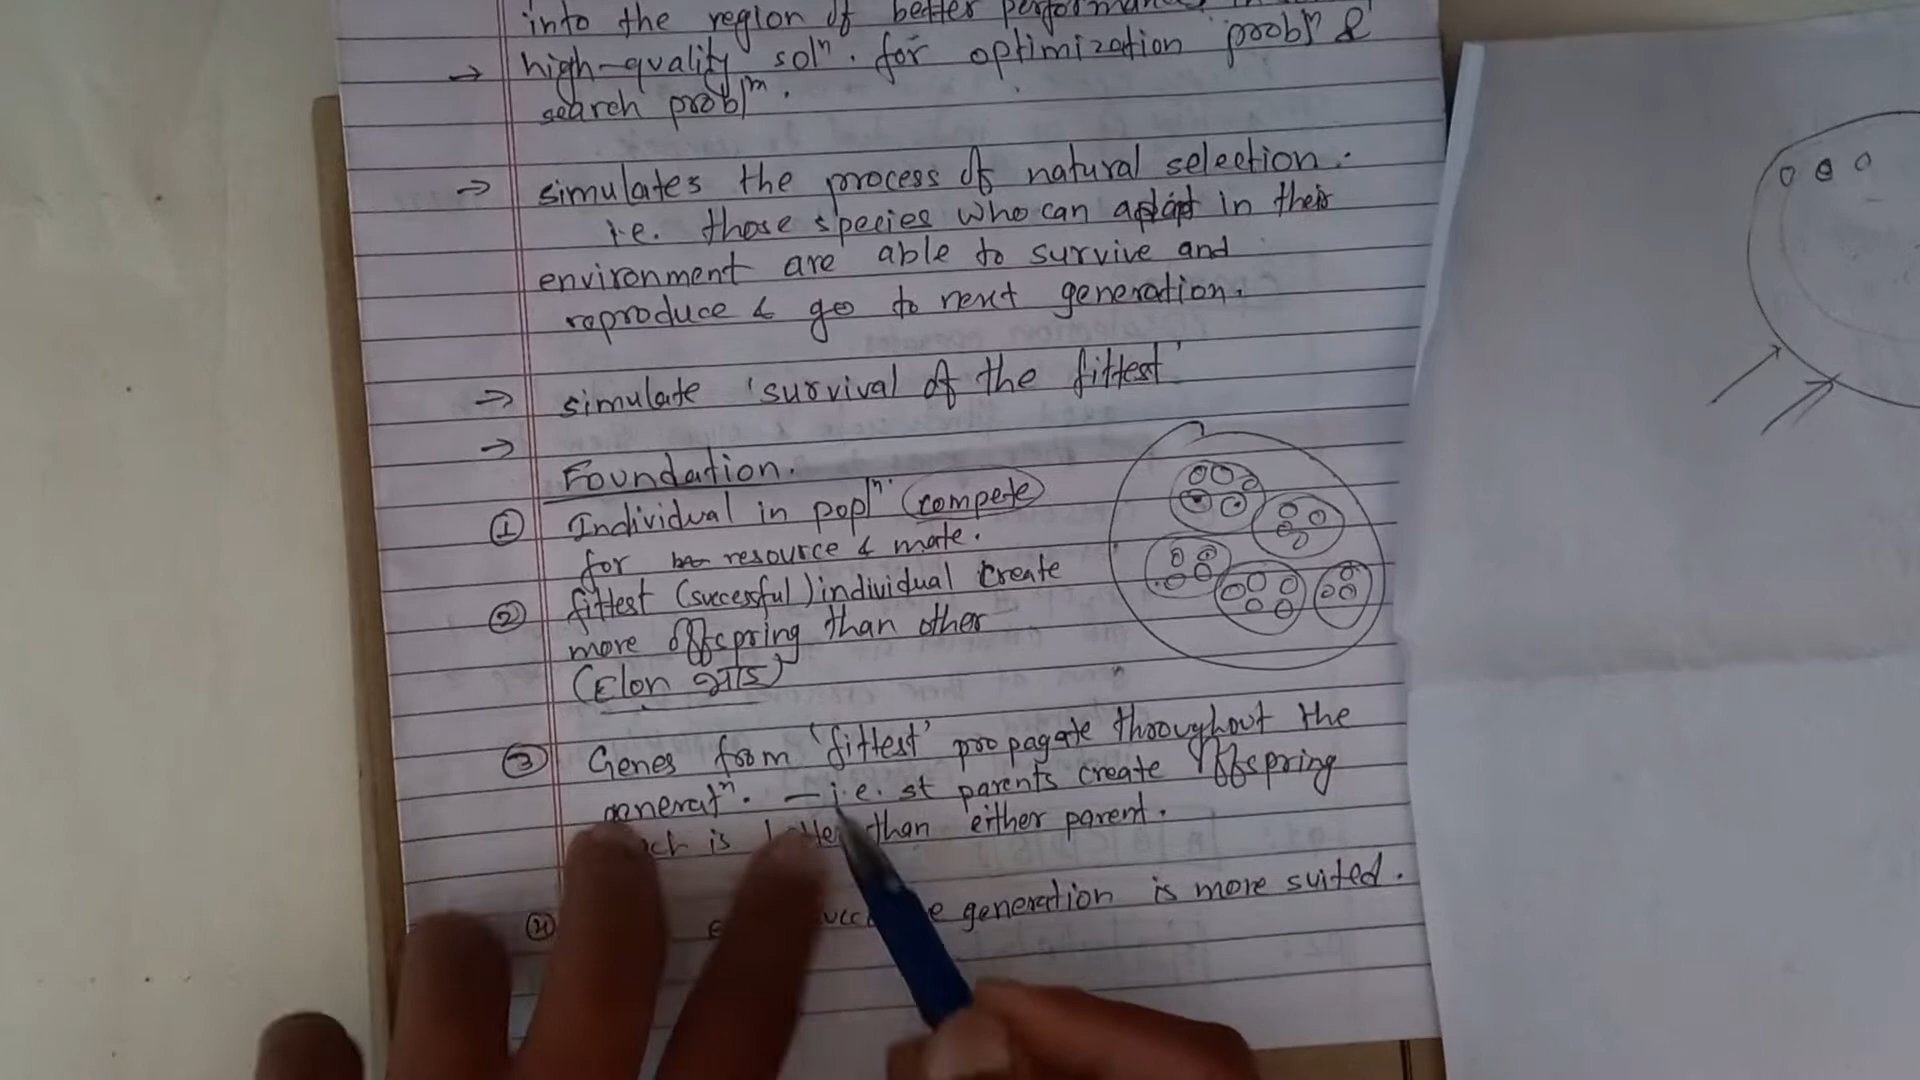 into the region of better
→ high-quality solⁿ. for optimization probⁿ &
search problᵐ.
→ simulates the process of natural selection.
i.e. those species who can adapt in their
environment are able to survive and
reproduce & go to next generation.
→ simulate 'survival of the fittest'
→
Foundation.
① Individual in poplⁿ. compete
for resource & mate.
② fittest (successful) individual create
more offspring than other
(Elon भाई)
③ Genes from 'fittest' propagate throughout the
generatⁿ. – i.e. st parents create offspring
is than either parent.
④ generation is more suited.